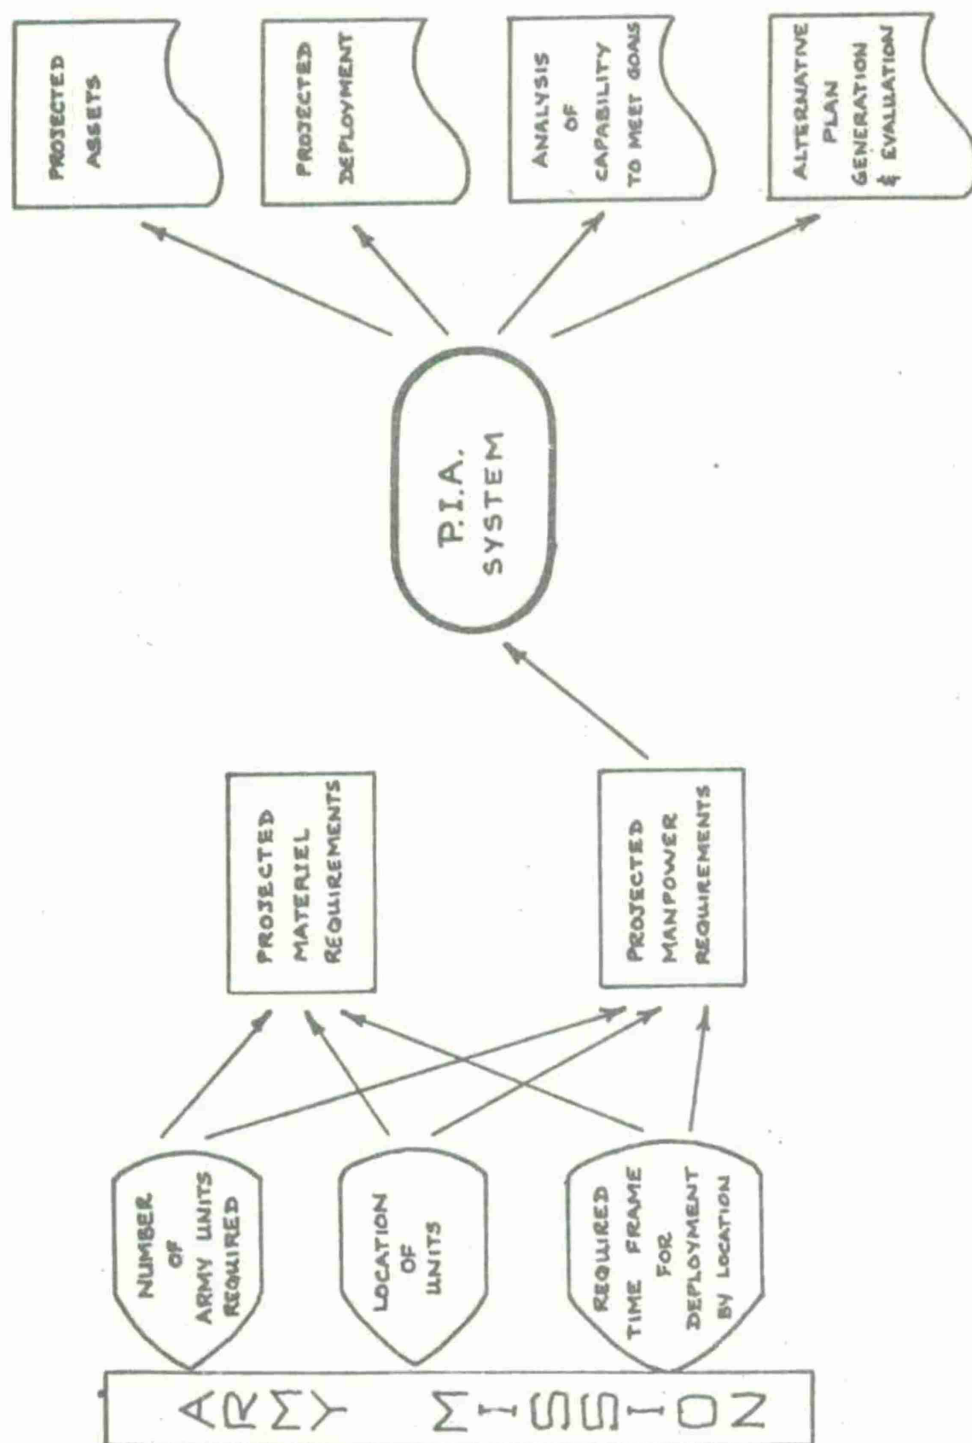 ARMY MISSION
NUMBER
OF
ARMY UNITS
REQUIRED
LOCATION
OF
UNITS
REQUIRED
TIME FRAME
FOR
DEPLOYMENT
BY LOCATION
PROJECTED
MATERIEL
REQUIREMENTS
PROJECTED
MANPOWER
REQUIREMENTS
P.I.A.
SYSTEM
PROJECTED
ASSETS
PROJECTED
DEPLOYMENT
ANALYSIS
OF
CAPABILITY
TO MEET GOALS
ALTERNATIVE
PLAN
GENERATION
& EVALUATION